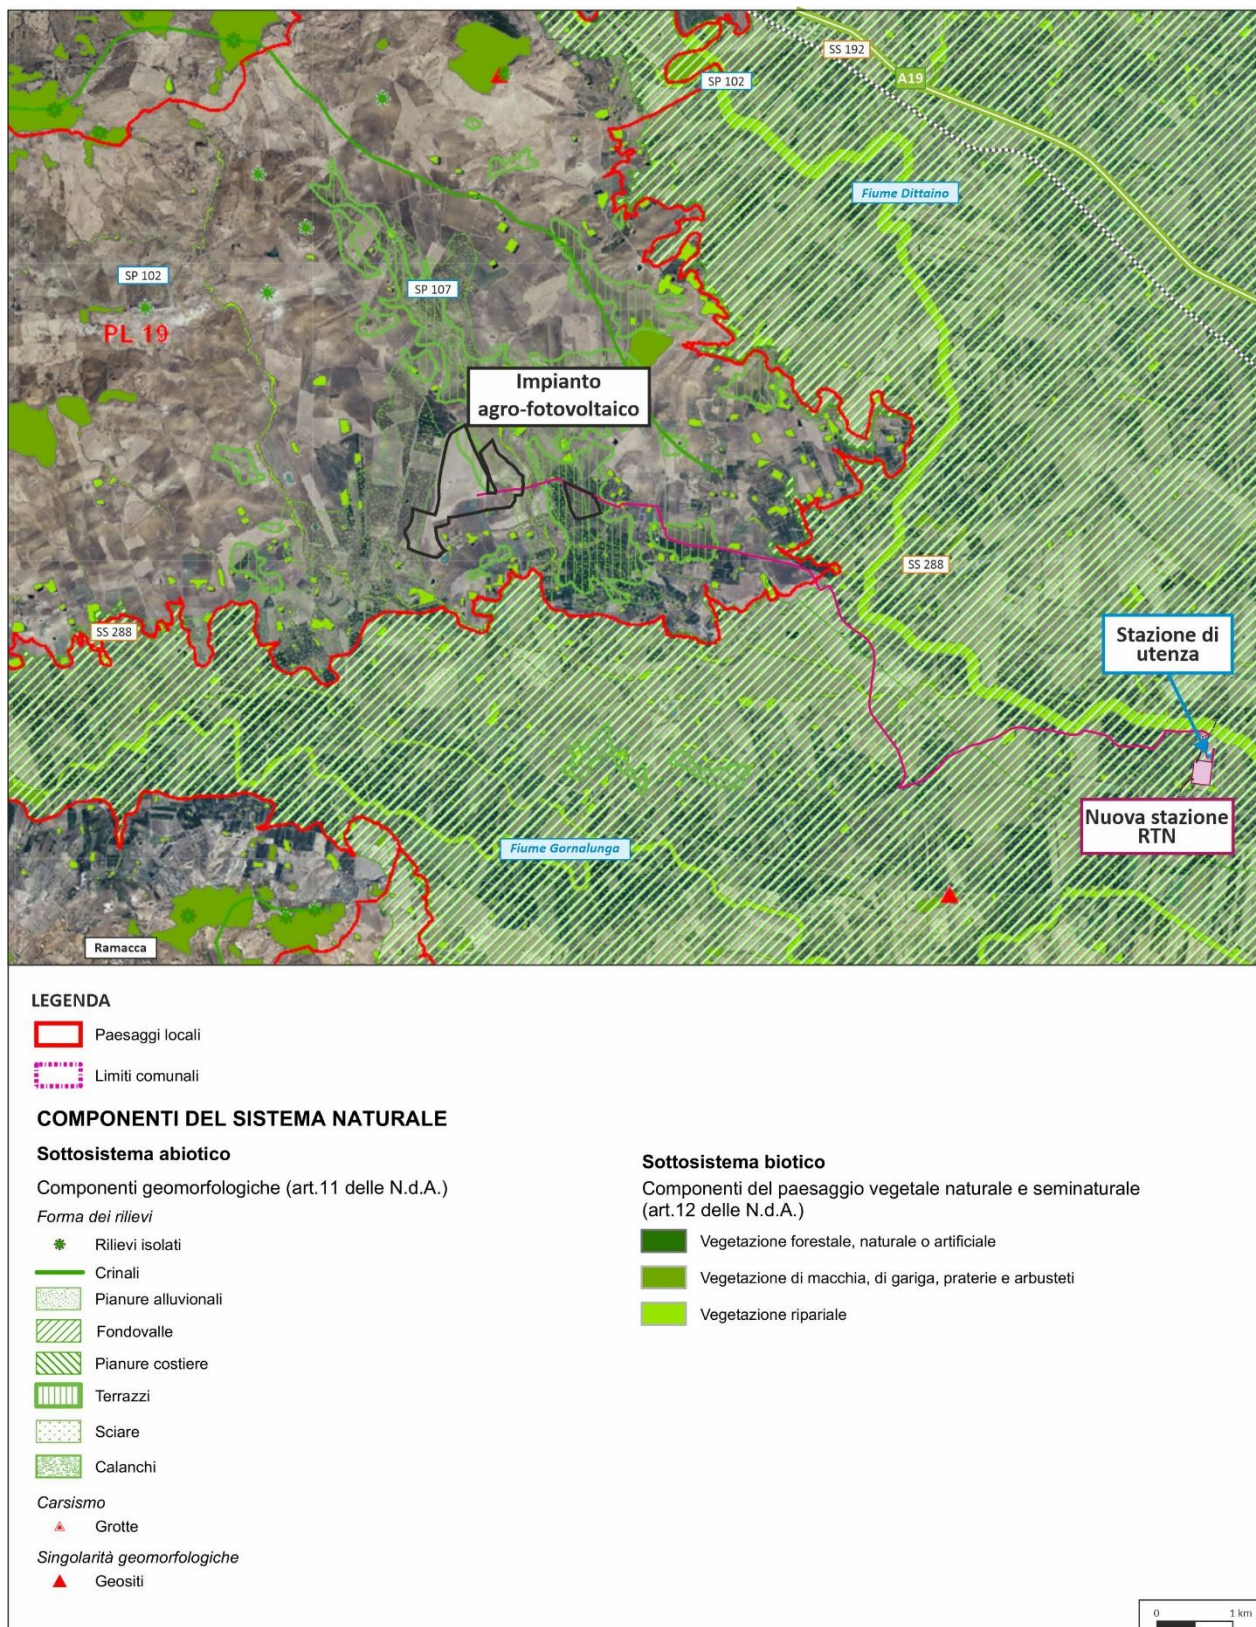 SS 192
SP 102
A19
Fiume Dittaino
SP 102
SP 107
PL 19
Impianto
agro-fotovoltaico
SS 288
SS 288
Stazione di
utenza
Nuova stazione
RTN
Fiume Gornalunga
Ramacca
LEGENDA
Paesaggi locali
Limiti comunali
COMPONENTI DEL SISTEMA NATURALE
Sottosistema abiotico
Componenti geomorfologiche (art.11 delle N.d.A.)
Forma dei rilievi
Rilievi isolati
Crinali
Pianure alluvionali
Fondovalle
Pianure costiere
Terrazzi
Sciare
Calanchi
Carsismo
Grotte
Singolarità geomorfologiche
Geositi
Sottosistema biotico
Componenti del paesaggio vegetale naturale e seminaturale
(art.12 delle N.d.A.)
Vegetazione forestale, naturale o artificiale
Vegetazione di macchia, di gariga, praterie e arbusteti
Vegetazione ripariale
0 1 km